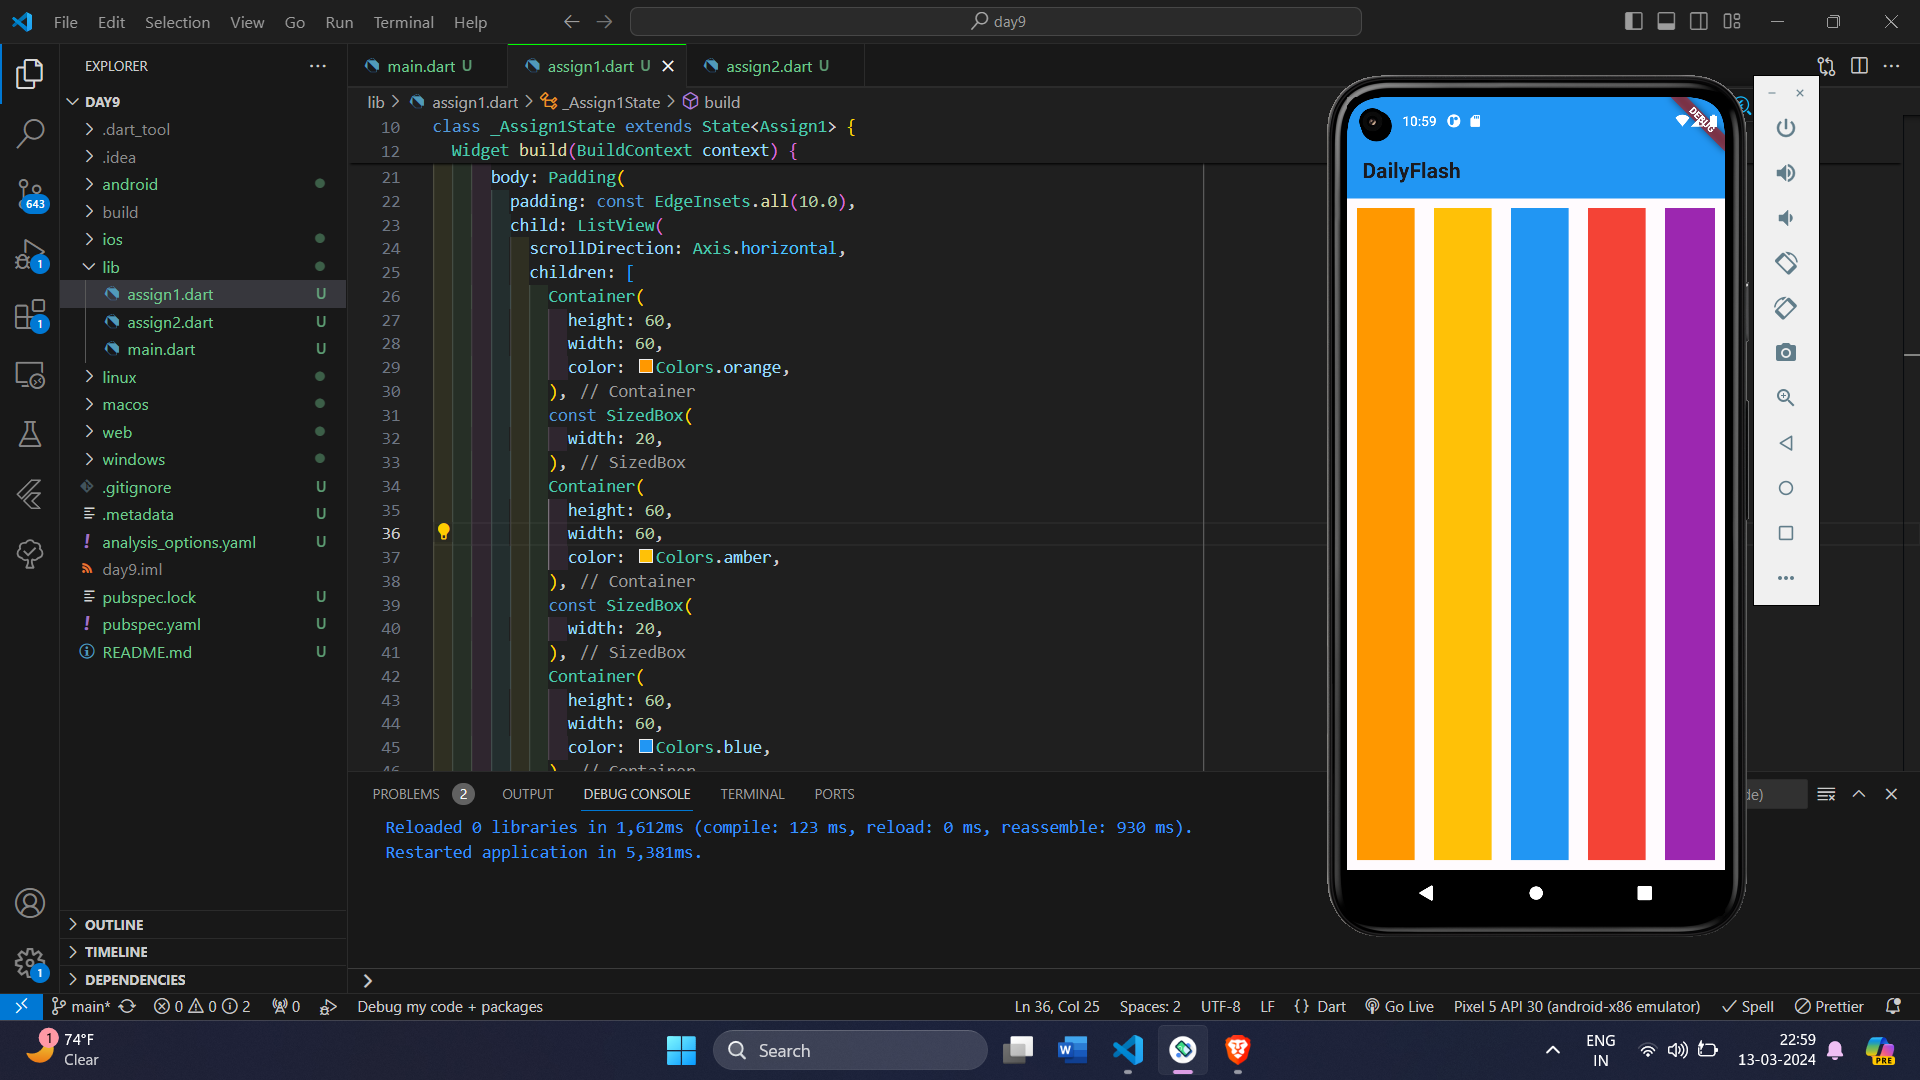 File Edit Selection View Go Run Terminal Help
day9
EXPLORER
DAY9
.dart_tool
.idea
android
build
ios
lib
assign1.dart U
assign2.dart U
main.dart U
linux
macos
web
windows
.gitignore U
.metadata U
analysis_options.yaml U
day9.iml
pubspec.lock U
pubspec.yaml U
README.md U
OUTLINE
TIMELINE
DEPENDENCIES
643
1
1
1
main.dart U
assign1.dart U
assign2.dart U
lib > assign1.dart > _Assign1State > build
10 class _Assign1State extends State<Assign1> {
12 Widget build(BuildContext context) {
21 body: Padding(
22 padding: const EdgeInsets.all(10.0),
23 child: ListView(
24 scrollDirection: Axis.horizontal,
25 children: [
26 Container(
27 height: 60,
28 width: 60,
29 color: Colors.orange,
30 ), // Container
31 const SizedBox(
32 width: 20,
33 ), // SizedBox
34 Container(
35 height: 60,
36 width: 60,
37 color: Colors.amber,
38 ), // Container
39 const SizedBox(
40 width: 20,
41 ), // SizedBox
42 Container(
43 height: 60,
44 width: 60,
45 color: Colors.blue,
46 ), // Container
PROBLEMS 2 OUTPUT DEBUG CONSOLE TERMINAL PORTS
de)
Reloaded 0 libraries in 1,612ms (compile: 123 ms, reload: 0 ms, reassemble: 930 ms).
Restarted application in 5,381ms.
10:59
DEBUG
DailyFlash
main* 0 0 2 0 Debug my code + packages
Ln 36, Col 25 Spaces: 2 UTF-8 LF {} Dart Go Live Pixel 5 API 30 (android-x86 emulator) Spell Prettier
1
74°F
Clear
Search
ENG
IN
22:59
13-03-2024
PRE